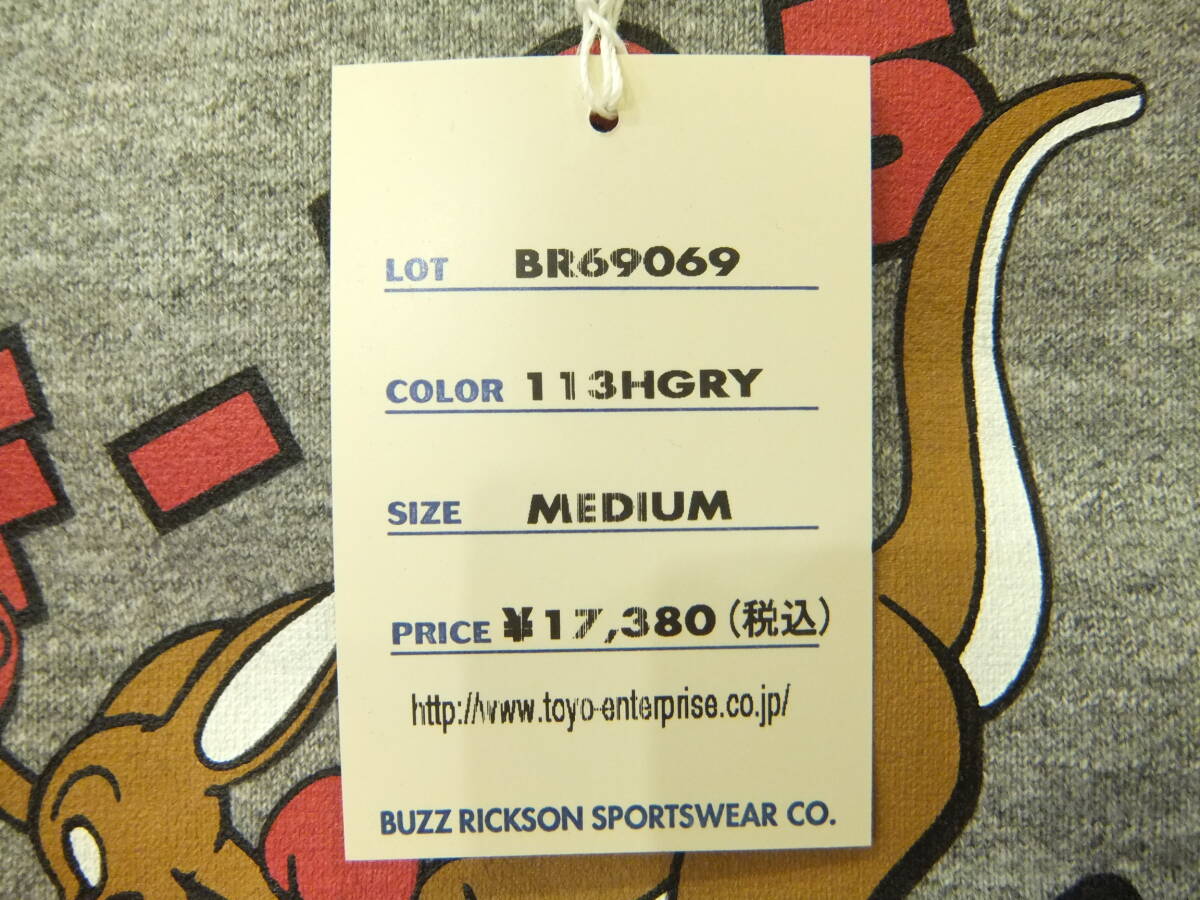 LOT BR69069
COLOR 113HGRY
SIZE MEDIUM
PRICE ¥17,380(税込)
http://www.toyo-enterprise.co.jp/
BUZZ RICKSON SPORTSWEAR CO.